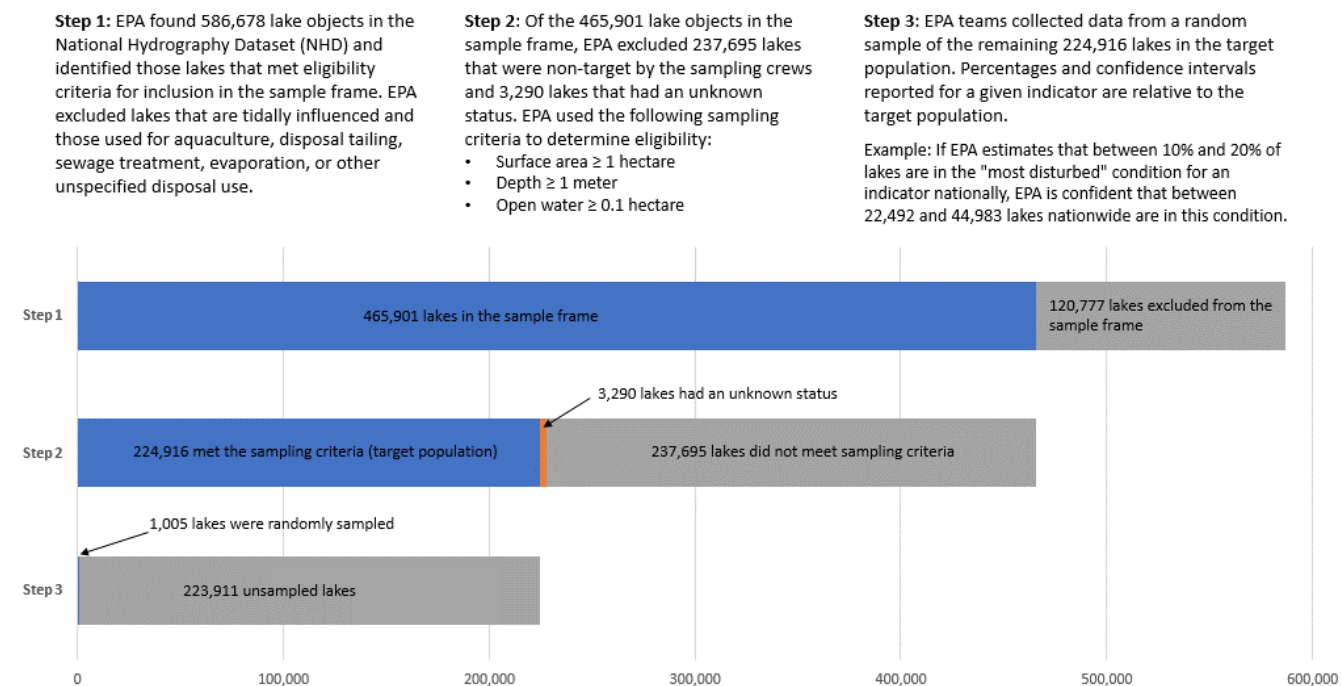 Step 1: EPA found 586,678 lake objects in the
National Hydrography Dataset (NHD) and
identified those lakes that met eligibility
criteria for inclusion in the sample frame. EPA
excluded lakes that are tidally influenced and
those used for aquaculture, disposal tailing,
sewage treatment, evaporation, or other
unspecified disposal use.
Step 2: Of the 465,901 lake objects in the
sample frame, EPA excluded 237,695 lakes
that were non-target by the sampling crews
and 3,290 lakes that had an unknown
status. EPA used the following sampling
criteria to determine eligibility:
• Surface area ≥ 1 hectare
• Depth ≥ 1 meter
• Open water ≥ 0.1 hectare
Step 3: EPA teams collected data from a random
sample of the remaining 224,916 lakes in the target
population. Percentages and confidence intervals
reported for a given indicator are relative to the
target population.
Example: If EPA estimates that between 10% and 20% of
lakes are in the "most disturbed" condition for an
indicator nationally, EPA is confident that between
22,492 and 44,983 lakes nationwide are in this condition.
Step 1
465,901 lakes in the sample frame
120,777 lakes excluded from the
sample frame
3,290 lakes had an unknown status
Step 2
224,916 met the sampling criteria (target population)
237,695 lakes did not meet sampling criteria
1,005 lakes were randomly sampled
Step 3
223,911 unsampled lakes
0 100,000 200,000 300,000 400,000 500,000 600,000